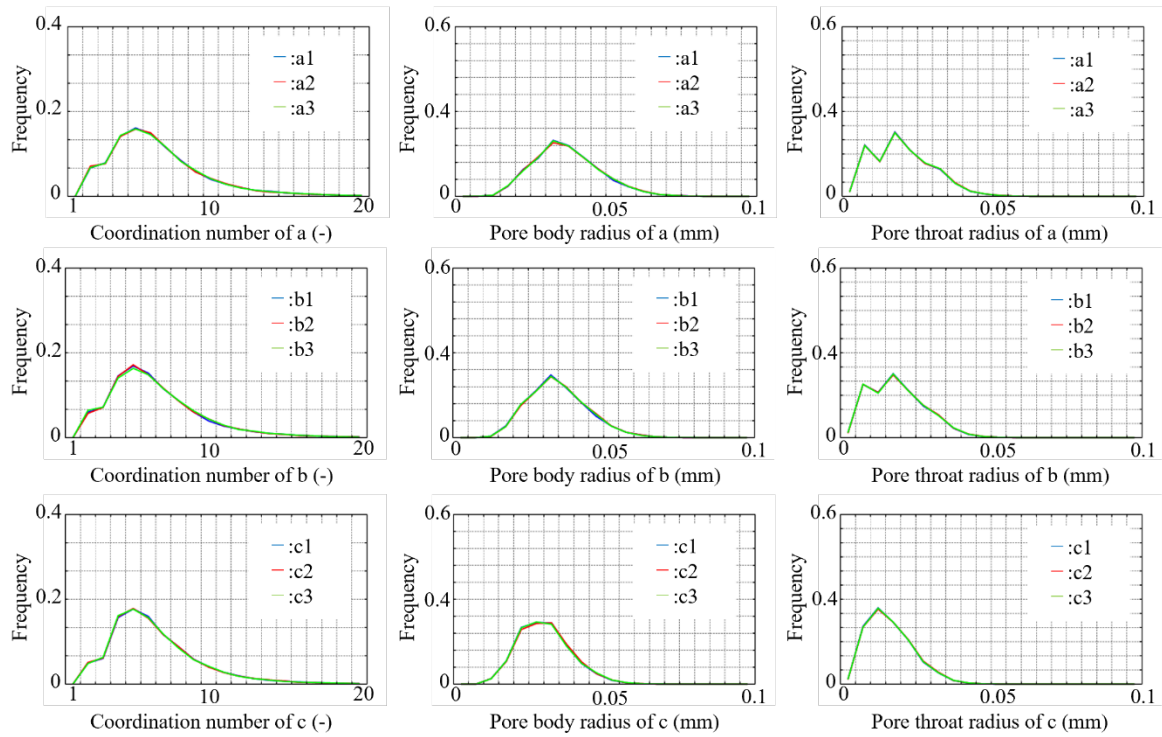 0.4
0.2
0
Frequency
:a1
:a2
:a3
1
10
20
Coordination number of a (-)
0.6
0.4
0
Frequency
:a1
:a2
:a3
0
0.05
0.1
Pore body radius of a (mm)
0.6
0.4
0
Frequency
:a1
:a2
:a3
0
0.05
0.1
Pore throat radius of a (mm)
0.4
0.2
0
Frequency
:b1
:b2
:b3
1
10
20
Coordination number of b (-)
0.6
0.4
0
Frequency
:b1
:b2
:b3
0
0.05
0.1
Pore body radius of b (mm)
0.6
0.4
0
Frequency
:b1
:b2
:b3
0
0.05
0.1
Pore throat radius of b (mm)
0.4
0.2
0
Frequency
:c1
:c2
:c3
1
10
20
Coordination number of c (-)
0.6
0.4
0
Frequency
:c1
:c2
:c3
0
0.05
0.1
Pore body radius of c (mm)
0.6
0.4
0
Frequency
:c1
:c2
:c3
0
0.05
0.1
Pore throat radius of c (mm)